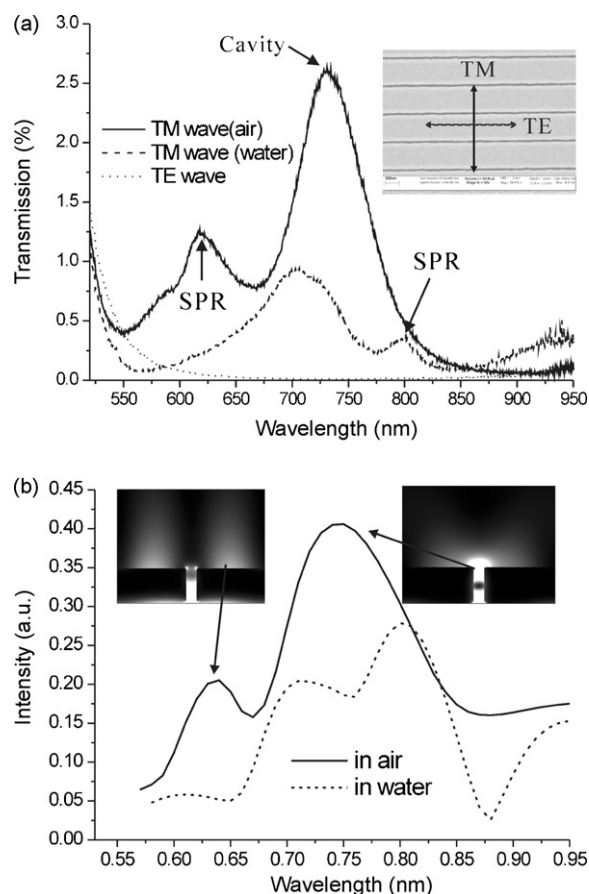 (a)
3.0
2.5
2.0
1.5
1.0
0.5
0.0
Transmission (%)
Cavity
TM wave(air)
TM wave (water)
TE wave
SPR
SPR
TM
TE
550 600 650 700 750 800 850 900 950
Wavelength (nm)
(b)
0.45
0.40
0.35
0.30
0.25
0.20
0.15
0.10
0.05
0.00
Intensity (a.u.)
in air
in water
0.55 0.60 0.65 0.70 0.75 0.80 0.85 0.90 0.95
Wavelength (nm)